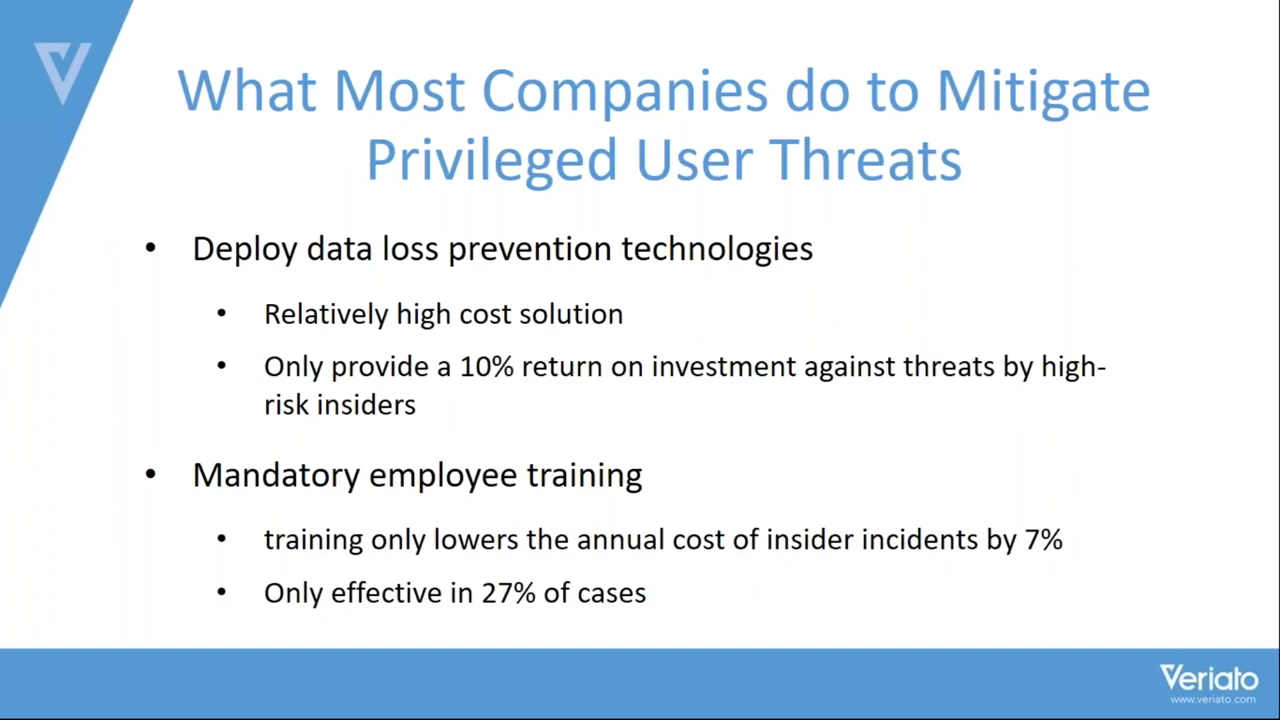 What Most Companies do to Mitigate
Privileged User Threats
• Deploy data loss prevention technologies
• Relatively high cost solution
• Only provide a 10% return on investment against threats by high-
risk insiders
• Mandatory employee training
• training only lowers the annual cost of insider incidents by 7%
• Only effective in 27% of cases
Veriato
www.veriato.com